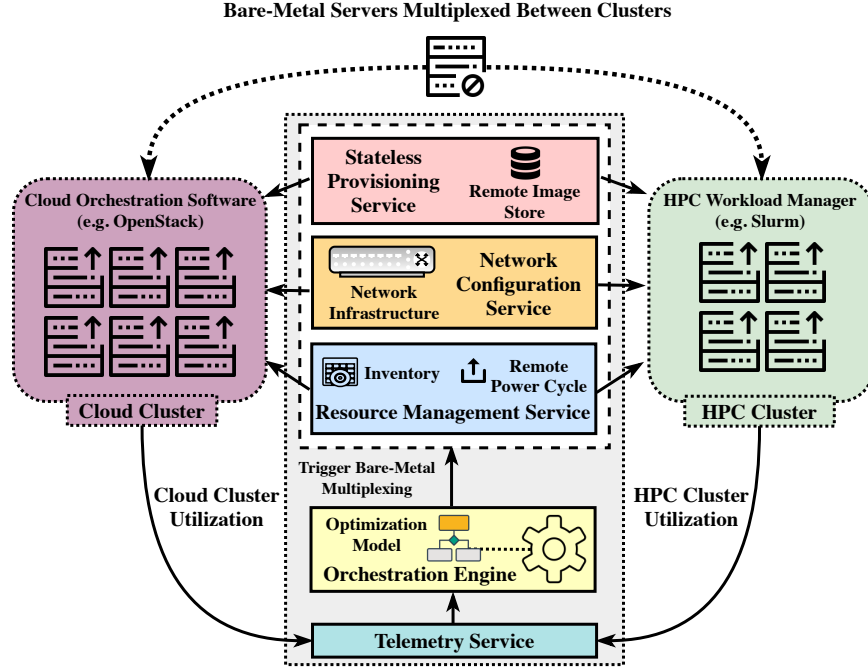 Bare-Metal Servers Multiplexed Between Clusters
Cloud Orchestration Software
(e.g. OpenStack)
Cloud Cluster
Stateless
Provisioning
Service
Remote Image
Store
Network
Infrastructure
Network
Configuration
Service
Inventory
Remote
Power Cycle
Resource Management Service
HPC Workload Manager
(e.g. Slurm)
HPC Cluster
Trigger Bare-Metal
Multiplexing
Cloud Cluster
Utilization
HPC Cluster
Utilization
Optimization
Model
Orchestration Engine
Telemetry Service